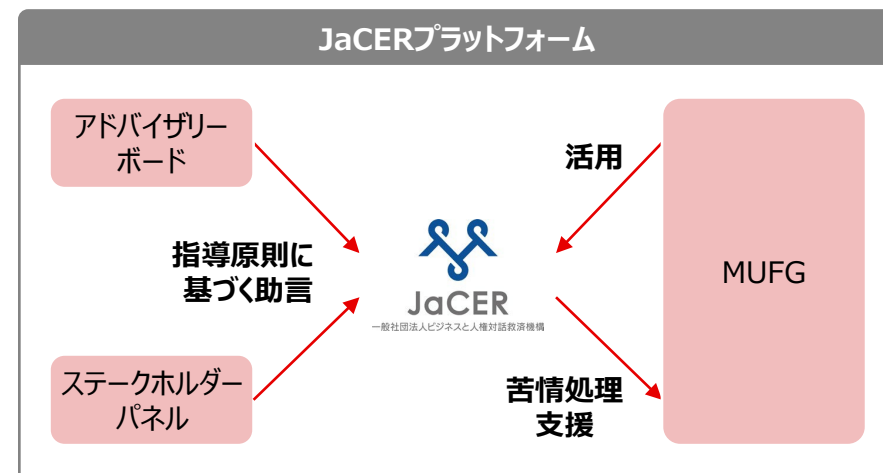 JaCERプラットフォーム
アドバイザリー
ボード
活用
指導原則に
基づく助言
JaCER
一般社団法人ビジネスと人権対話救済機構
MUFG
ステークホルダー
パネル
苦情処理
支援